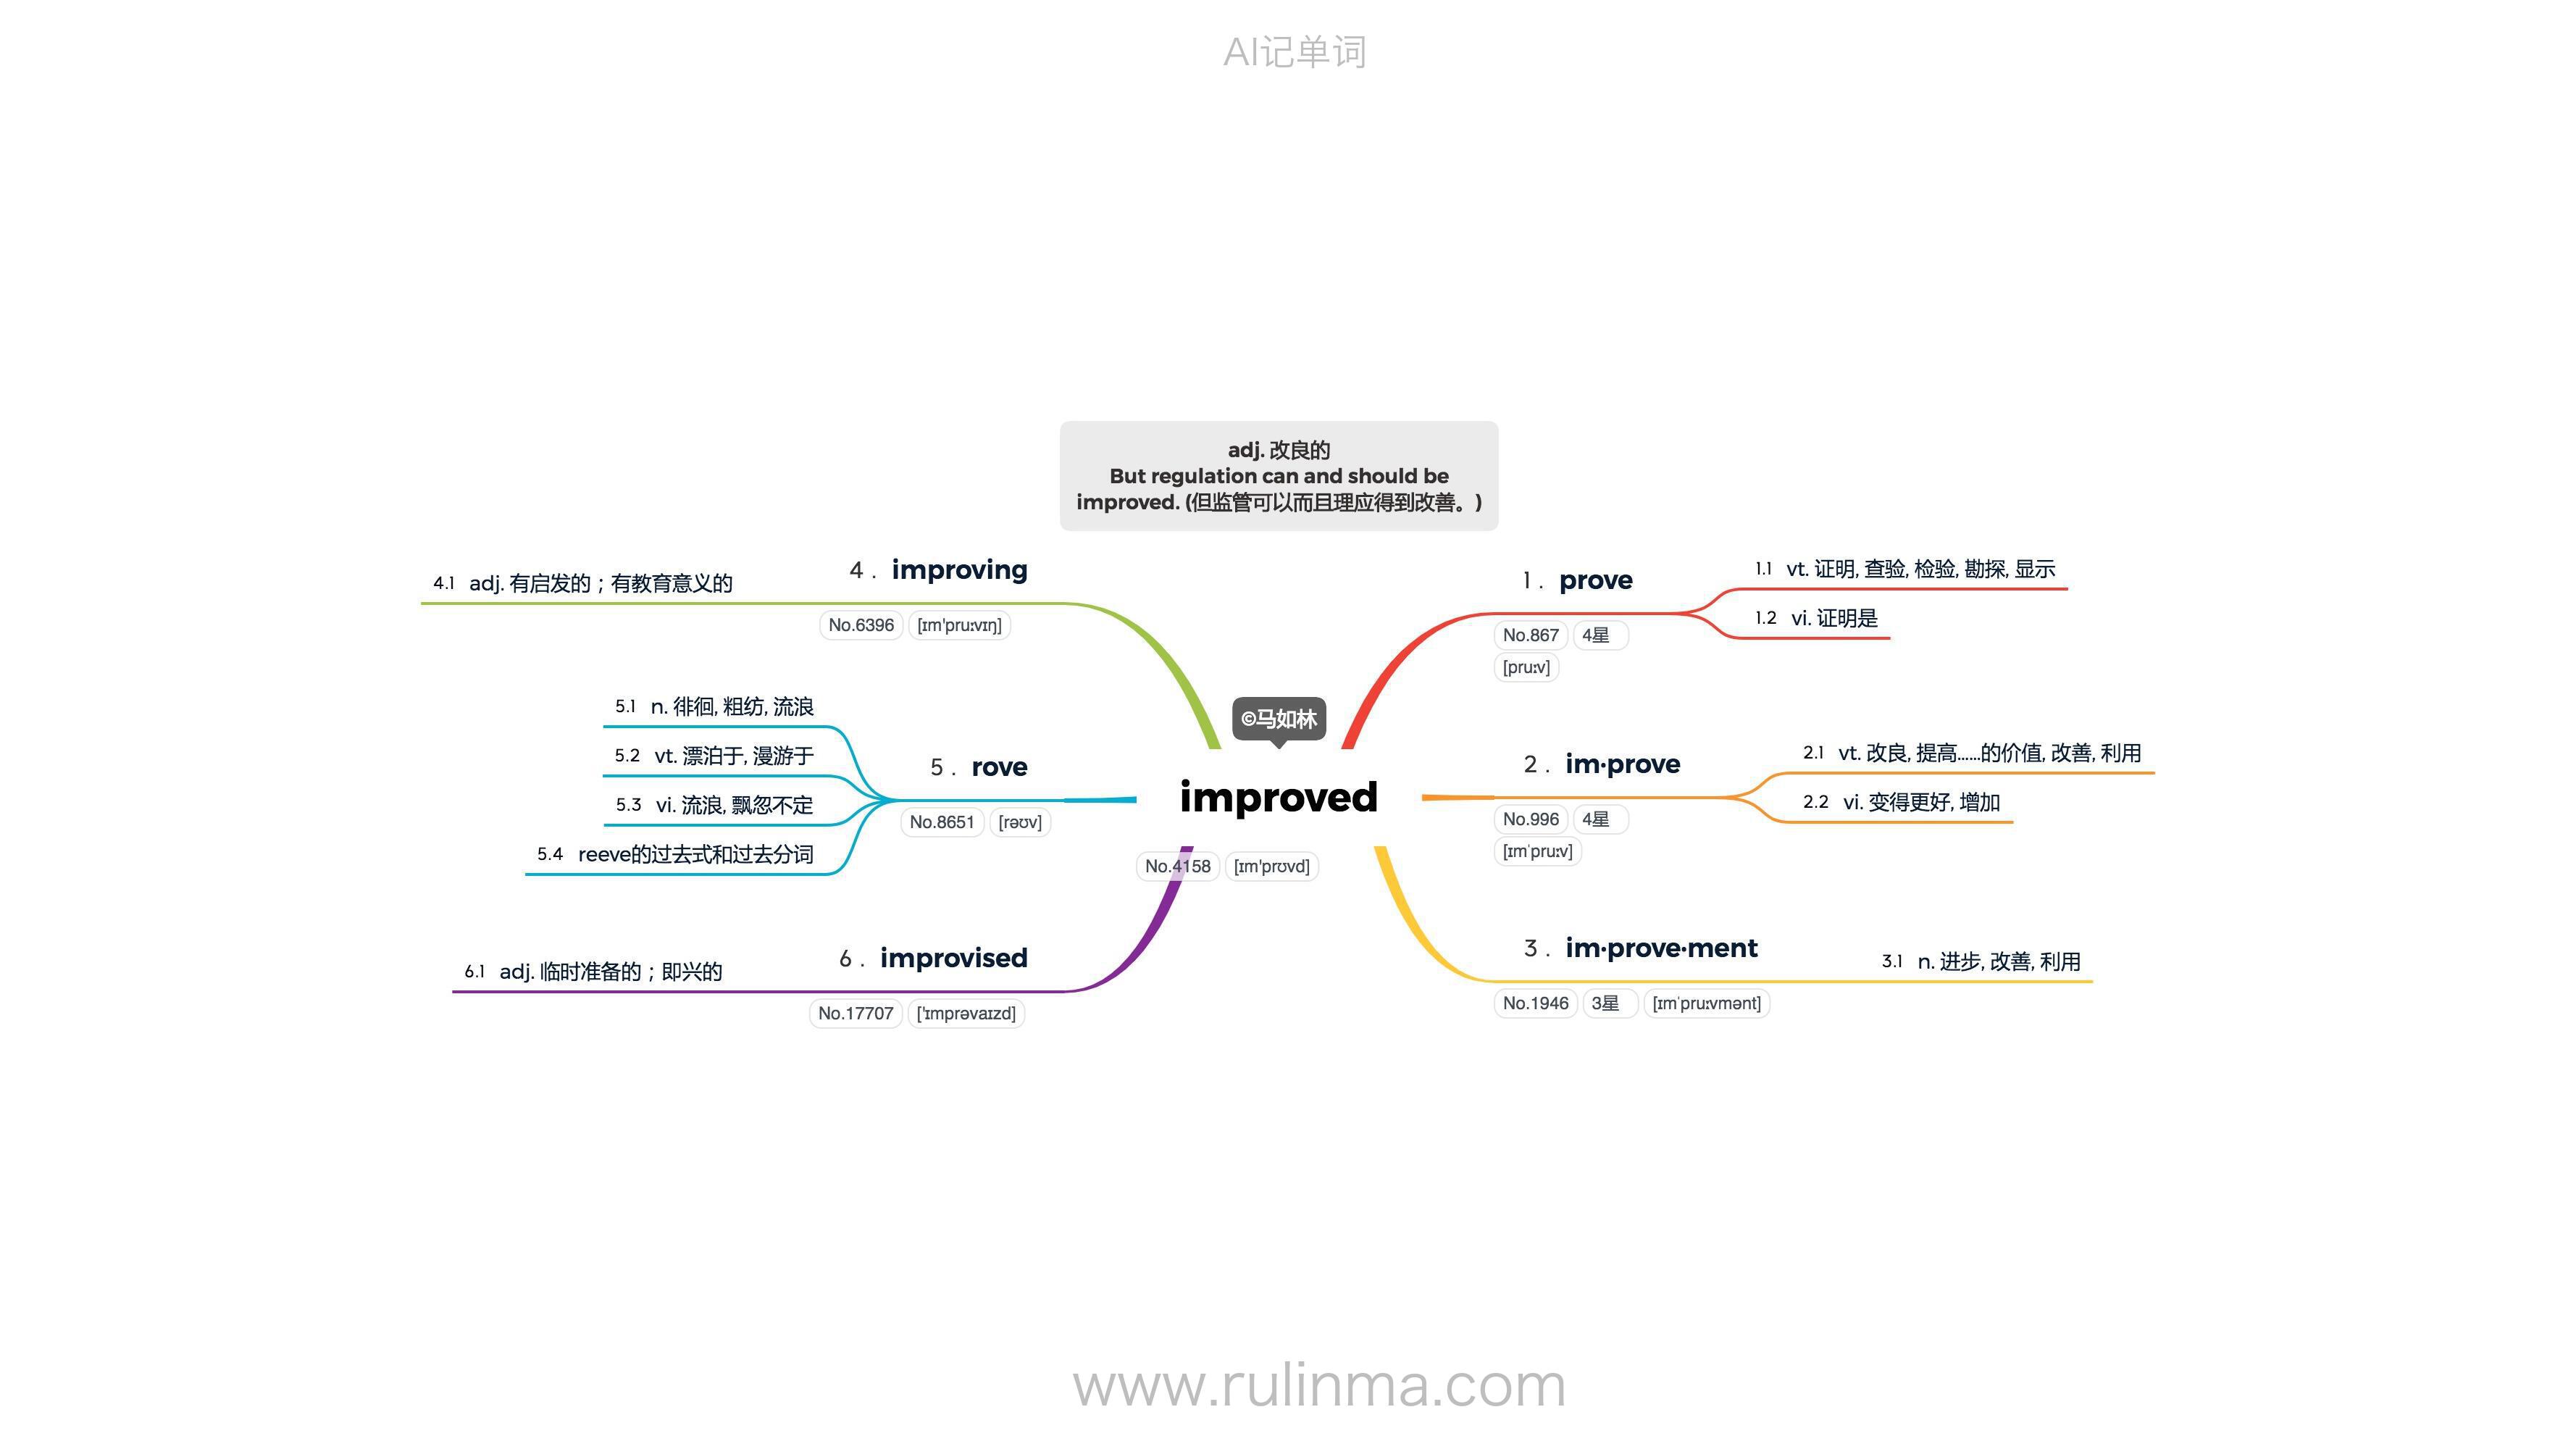 AI记单词
adj. 改良的
But regulation can and should be
improved. (但监管可以而且理应得到改善。)
©马如林
improved
No.4158 [ɪm'prʊvd]
1 . prove
No.867 4星
[pruːv]
1.1 vt. 证明, 查验, 检验, 勘探, 显示
1.2 vi. 证明是
2 . im·prove
No.996 4星
[ɪmˈpruːv]
2.1 vt. 改良, 提高……的价值, 改善, 利用
2.2 vi. 变得更好, 增加
3 . im·prove·ment
No.1946 3星 [ɪmˈpruːvmənt]
3.1 n. 进步, 改善, 利用
4 . improving
No.6396 [ɪm'pruːvɪŋ]
4.1 adj. 有启发的；有教育意义的
5 . rove
No.8651 [rəʊv]
5.1 n. 徘徊, 粗纺, 流浪
5.2 vt. 漂泊于, 漫游于
5.3 vi. 流浪, 飘忽不定
5.4 reeve的过去式和过去分词
6 . improvised
No.17707 ['ɪmprəvaɪzd]
6.1 adj. 临时准备的；即兴的
www.rulinma.com